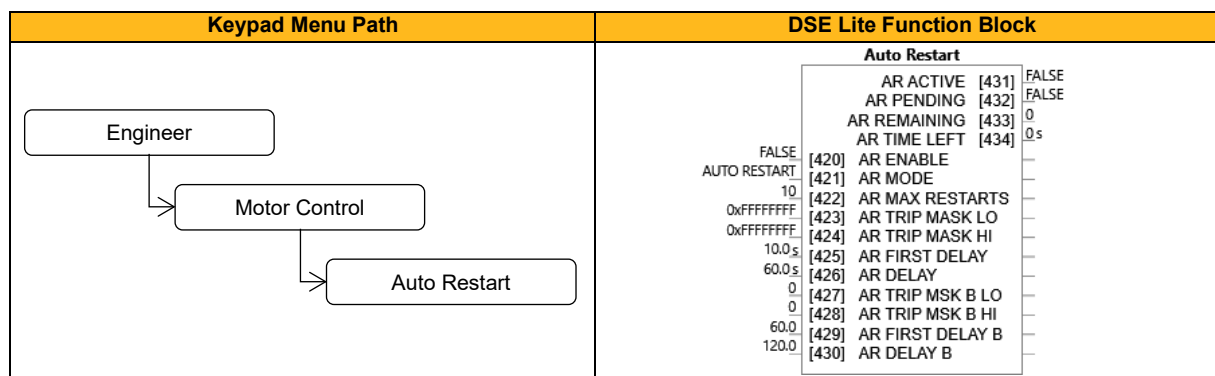 Keypad Menu Path
DSE Lite Function Block
Engineer
Motor Control
Auto Restart
Auto Restart
AR ACTIVE [431] FALSE
AR PENDING [432] FALSE
AR REMAINING [433] 0
AR TIME LEFT [434] 0 s
FALSE [420] AR ENABLE
AUTO RESTART [421] AR MODE
10 [422] AR MAX RESTARTS
0xFFFFFFFF [423] AR TRIP MASK LO
0xFFFFFFFF [424] AR TRIP MASK HI
10.0 s [425] AR FIRST DELAY
60.0 s [426] AR DELAY
0 [427] AR TRIP MSK B LO
0 [428] AR TRIP MSK B HI
60.0 [429] AR FIRST DELAY B
120.0 [430] AR DELAY B